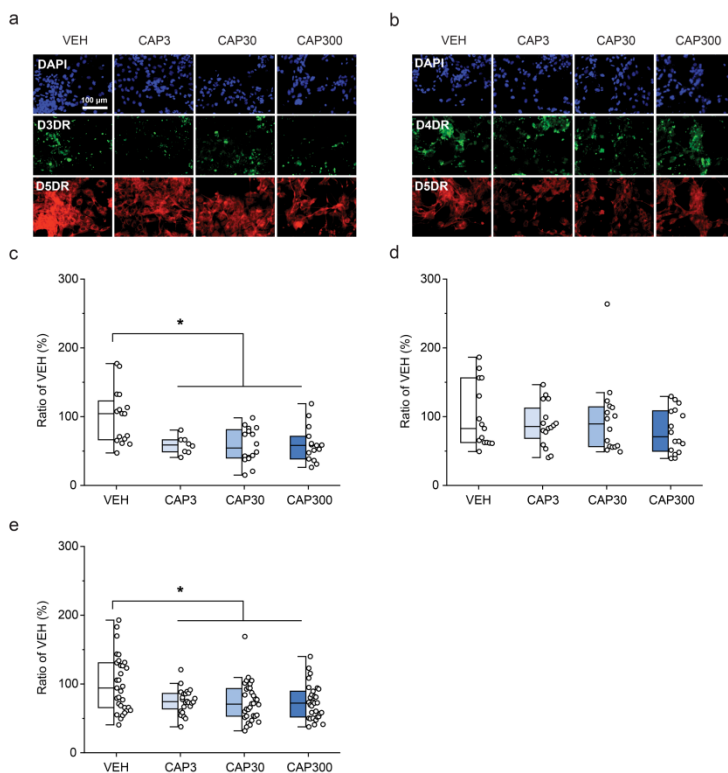 a
VEH CAP3 CAP30 CAP300
DAPI
100 μm
D3DR
D5DR
b
VEH CAP3 CAP30 CAP300
DAPI
D4DR
D5DR
c
Ratio of VEH (%)
300
200
100
0
*
VEH CAP3 CAP30 CAP300
d
Ratio of VEH (%)
300
200
100
0
VEH CAP3 CAP30 CAP300
e
Ratio of VEH (%)
300
200
100
0
*
VEH CAP3 CAP30 CAP300